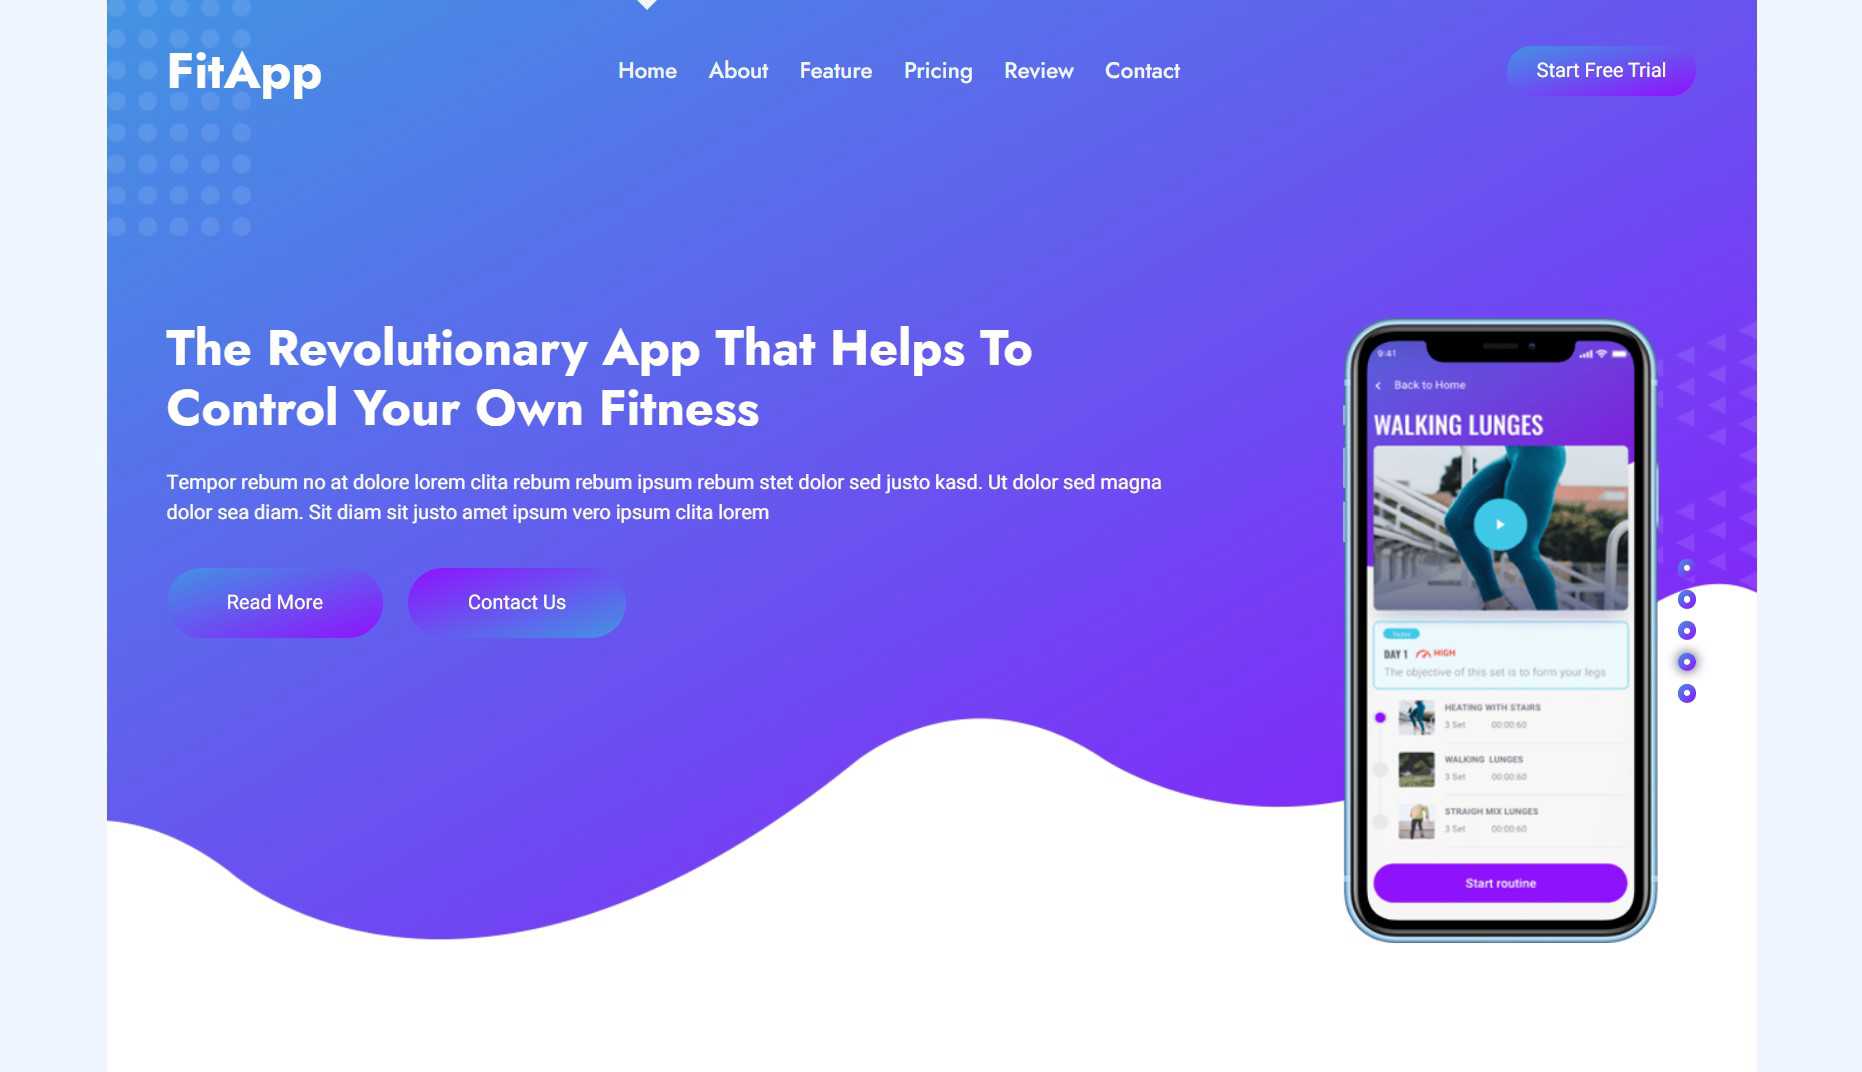 FitApp
Home
About
Feature
Pricing
Review
Contact
Start Free Trial
The Revolutionary App That Helps To
Control Your Own Fitness
Tempor rebum no at dolore lorem clita rebum rebum ipsum rebum stet dolor sed justo kasd. Ut dolor sed magna
dolor sea diam. Sit diam sit justo amet ipsum vero ipsum clita lorem
Read More
Contact Us
9:41
Back to Home
WALKING LUNGES
DAY 1 HIGH
The objective of this set is to form your legs
HEATING WITH STAIRS
3 Set 00:00:60
WALKING LUNGES
3 Set 00:00:60
STRAIGH MIX LUNGES
3 Set 00:00:60
Start routine